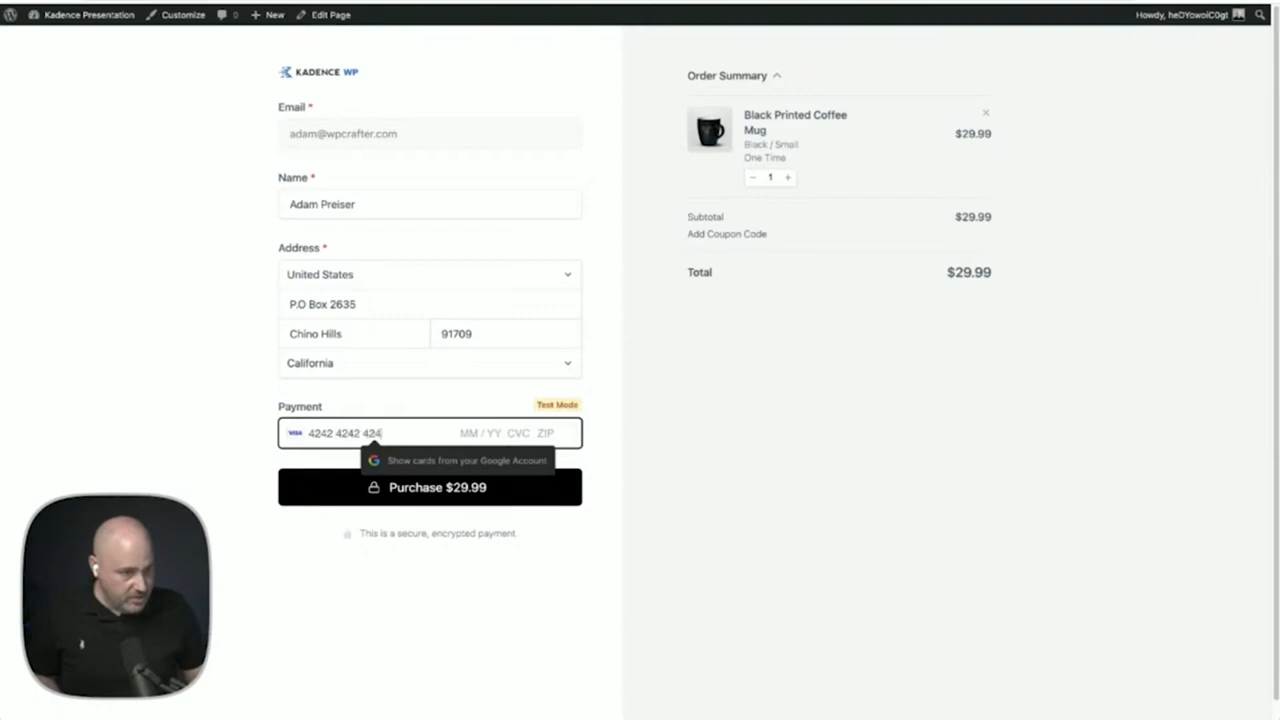 Kadence Presentation Customize 0 New Edit Page Howdy, heDYowoiC0gt
KADENCE WP
Email *
adam@wpcrafter.com
Name *
Adam Preiser
Address *
United States
P.O Box 2635
Chino Hills 91709
California
Payment Test Mode
VISA 4242 4242 424 MM / YY CVC ZIP
Show cards from your Google Account
Purchase $29.99
This is a secure, encrypted payment.
Order Summary
Black Printed Coffee
Mug
$29.99
Black / Small
One Time
− 1 +
Subtotal $29.99
Add Coupon Code
Total $29.99